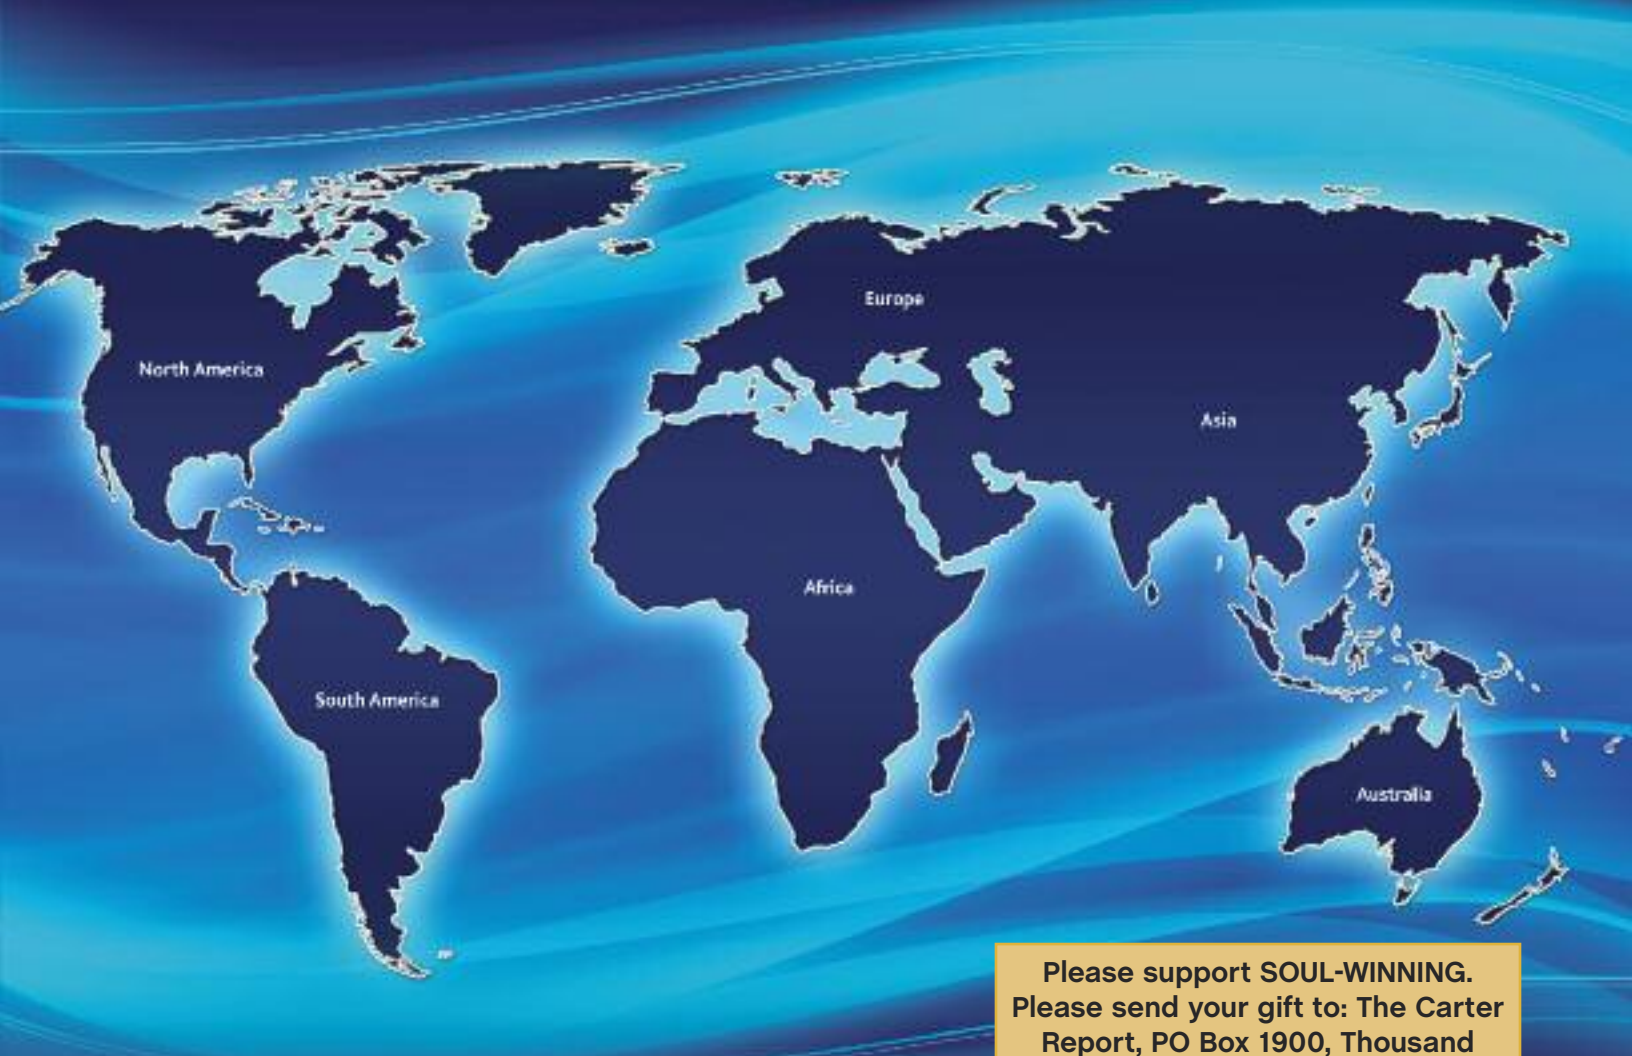 Europe
North America
Asia
Africa
South America
Australia
Please support SOUL-WINNING.
Please send your gift to: The Carter
Report, PO Box 1900, Thousand